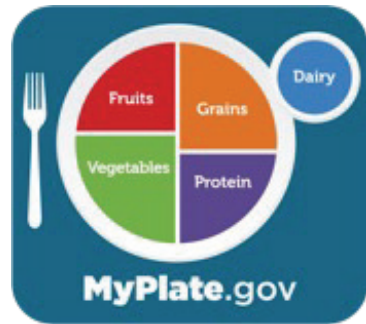 Fruits
Grains
Dairy
Vegetables
Protein
MyPlate.gov